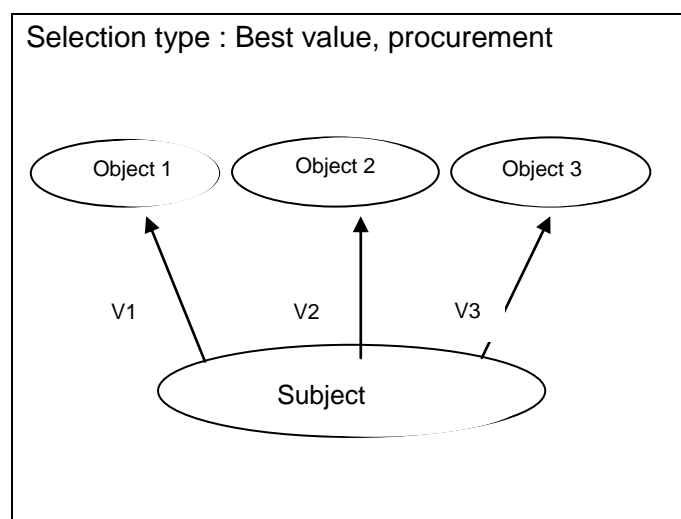 Selection type : Best value, procurement
Object 1
Object 2
Object 3
V1
V2
V3
Subject